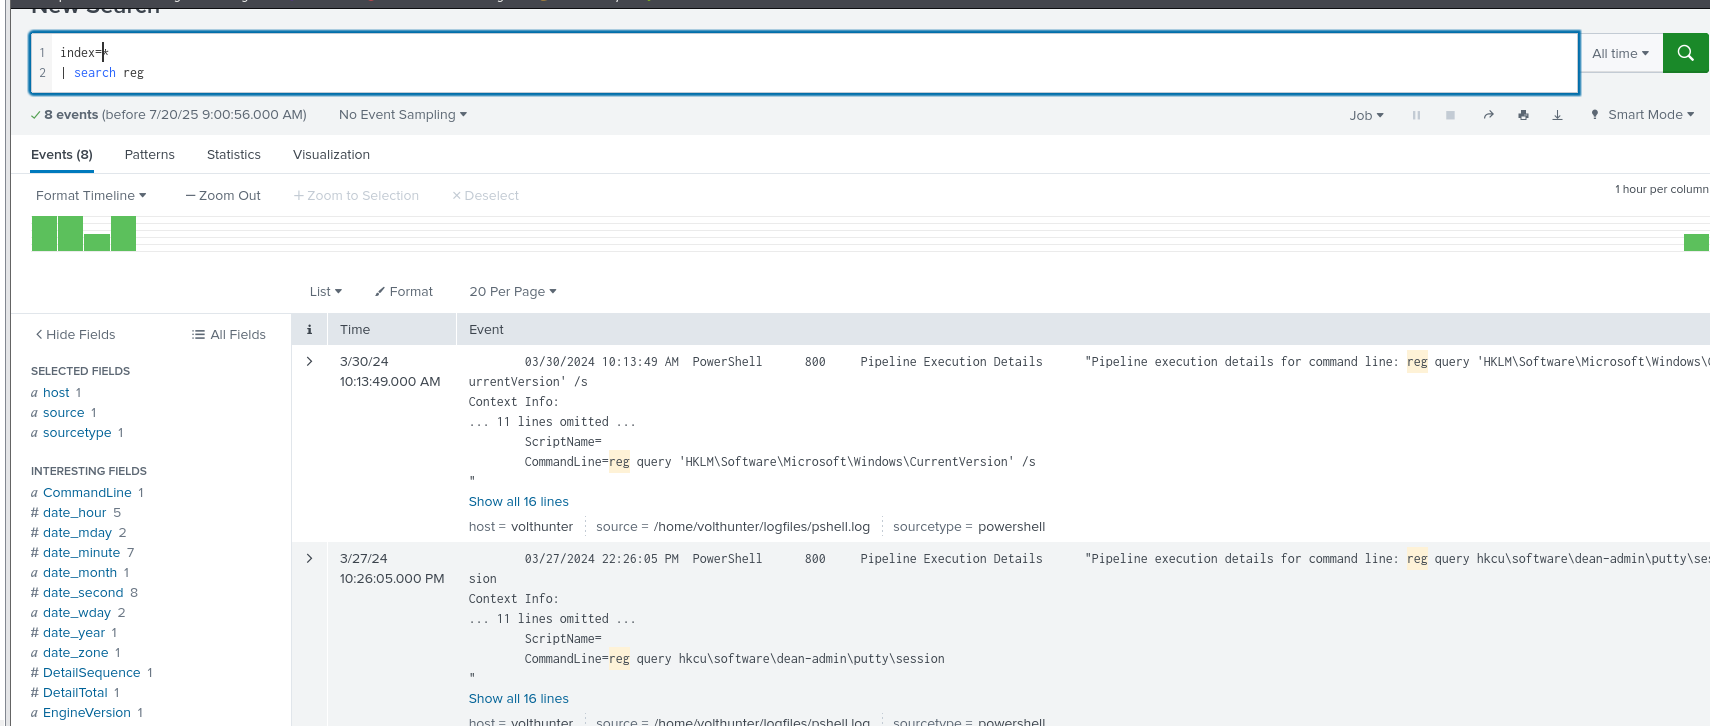 New Search
1 index=*
2 | search reg
All time
8 events (before 7/20/25 9:00:56.000 AM) No Event Sampling
Job Smart Mode
Events (8) Patterns Statistics Visualization
Format Timeline — Zoom Out + Zoom to Selection × Deselect
1 hour per column
List Format 20 Per Page
Hide Fields All Fields
i Time Event
SELECTED FIELDS
a host 1
a source 1
a sourcetype 1
INTERESTING FIELDS
a CommandLine 1
# date_hour 5
# date_mday 2
# date_minute 7
a date_month 1
# date_second 8
a date_wday 2
# date_year 1
a date_zone 1
# DetailSequence 1
# DetailTotal 1
a EngineVersion 1
3/30/24
10:13:49.000 AM
03/30/2024 10:13:49 AM PowerShell 800 Pipeline Execution Details "Pipeline execution details for command line: reg query 'HKLM\Software\Microsoft\Windows\C
urrentVersion' /s
Context Info:
... 11 lines omitted ...
ScriptName=
CommandLine=reg query 'HKLM\Software\Microsoft\Windows\CurrentVersion' /s
"
Show all 16 lines
host = volthunter source = /home/volthunter/logfiles/pshell.log sourcetype = powershell
3/27/24
10:26:05.000 PM
03/27/2024 22:26:05 PM PowerShell 800 Pipeline Execution Details "Pipeline execution details for command line: reg query hkcu\software\dean-admin\putty\ses
sion
Context Info:
... 11 lines omitted ...
ScriptName=
CommandLine=reg query hkcu\software\dean-admin\putty\session
"
Show all 16 lines
host = volthunter source = /home/volthunter/logfiles/pshell.log sourcetype = powershell